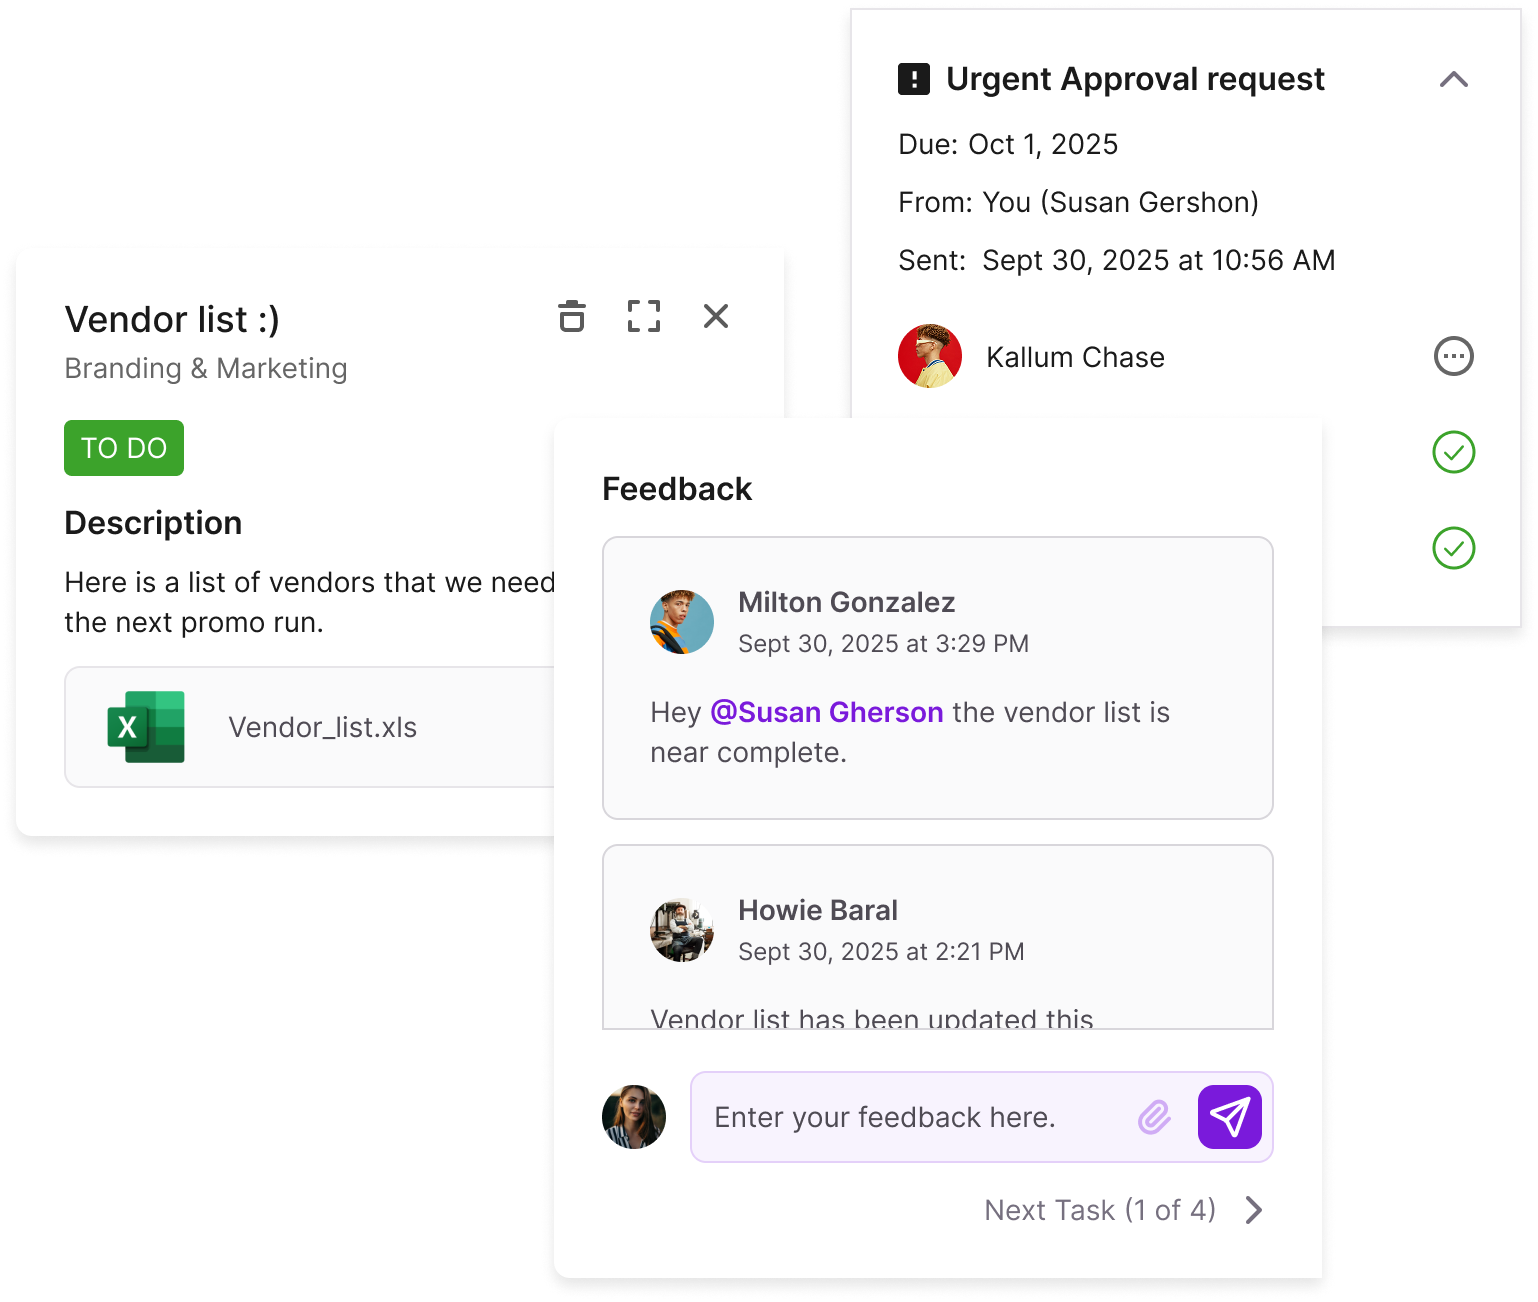 Urgent Approval request
Due: Oct 1, 2025
From: You (Susan Gershon)
Sent: Sept 30, 2025 at 10:56 AM
Kallum Chase
Vendor list :)
Branding & Marketing
TO DO
Description
Here is a list of vendors that we need
the next promo run.
X
Vendor_list.xls
Feedback
Milton Gonzalez
Sept 30, 2025 at 3:29 PM
Hey @Susan Gherson the vendor list is
near complete.
Howie Baral
Sept 30, 2025 at 2:21 PM
Vendor list has been updated this
Enter your feedback here.
Next Task (1 of 4)